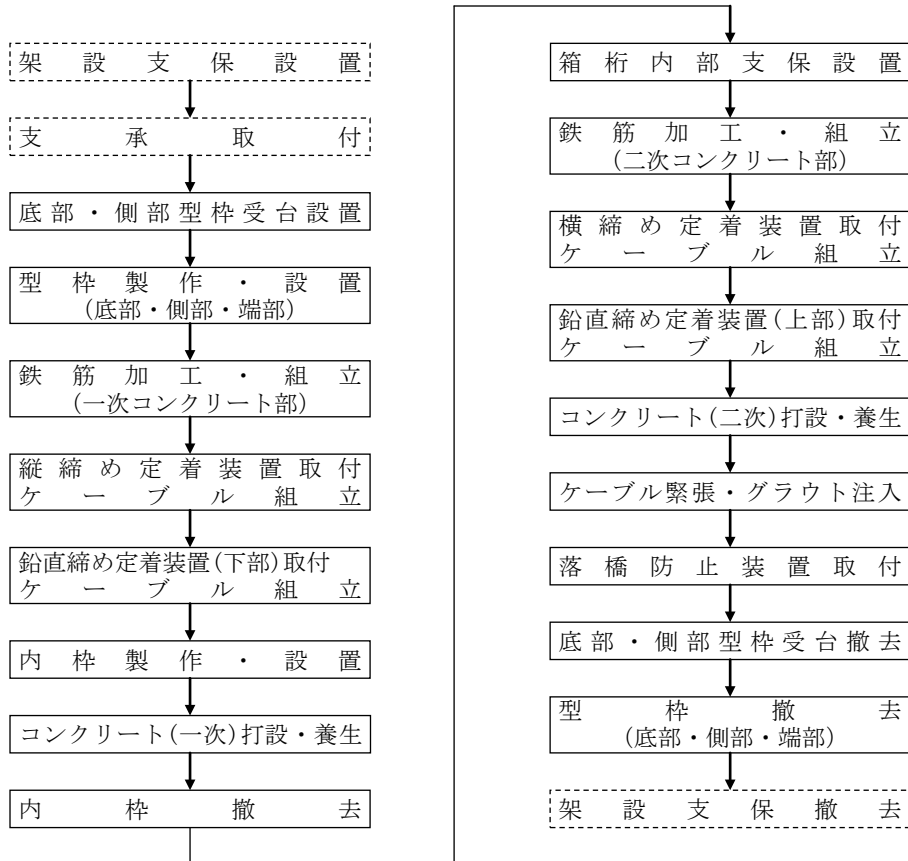 架設支保設置
支承取付
底部・側部型枠受台設置
型枠製作・設置
(底部・側部・端部)
鉄筋加工・組立
(一次コンクリート部)
縦締め定着装置取付
ケーブル組立
鉛直締め定着装置(下部)取付
ケーブル組立
内枠製作・設置
コンクリート(一次)打設・養生
内枠撤去
箱桁内部支保設置
鉄筋加工・組立
(二次コンクリート部)
横締め定着装置取付
ケーブル組立
鉛直締め定着装置(上部)取付
ケーブル組立
コンクリート(二次)打設・養生
ケーブル緊張・グラウト注入
落橋防止装置取付
底部・側部型枠受台撤去
型枠撤去
(底部・側部・端部)
架設支保撤去